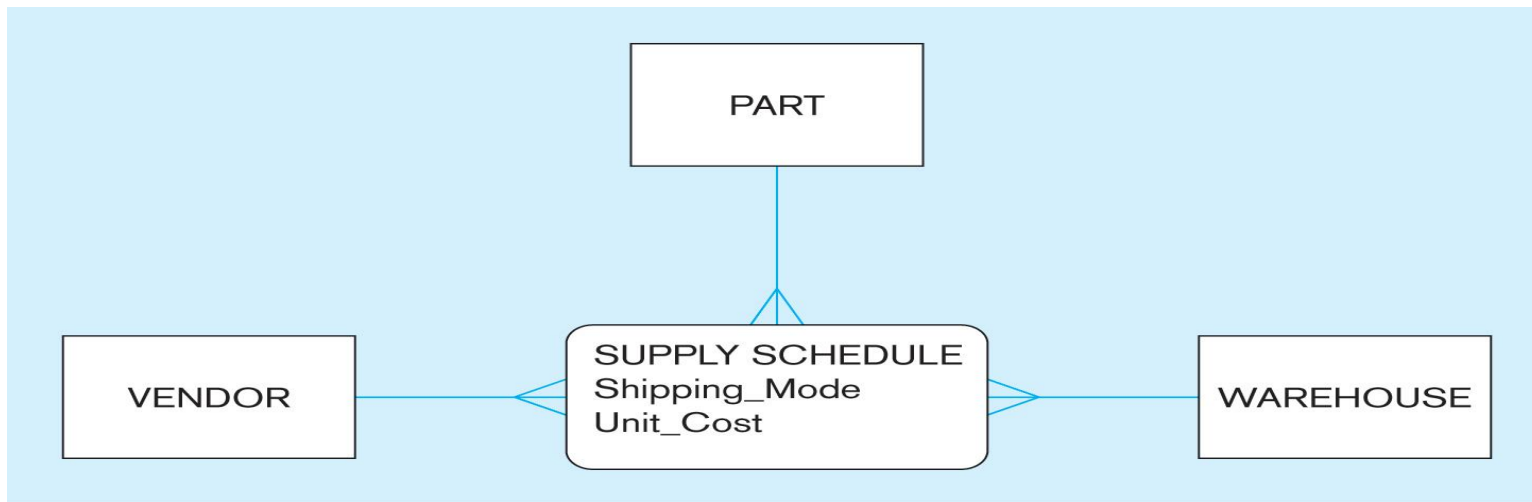 PART
VENDOR
SUPPLY SCHEDULE
Shipping_Mode
Unit_Cost
WAREHOUSE